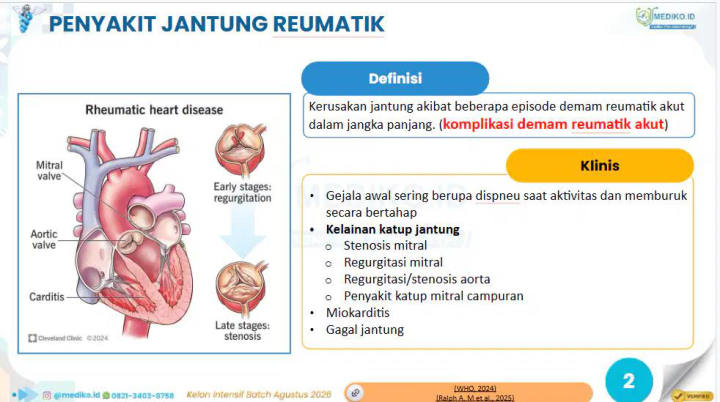 PENYAKIT JANTUNG REUMATIK
MEDIKO.ID
Definisi
Kerusakan jantung akibat beberapa episode demam reumatik akut
dalam jangka panjang. (komplikasi demam reumatik akut)
Rheumatic heart disease
Mitral
valve
Aortic
valve
Carditis
Early stages:
regurgitation
Late stages:
stenosis
Cleveland Clinic ©2024
Klinis
• Gejala awal sering berupa dispneu saat aktivitas dan memburuk
secara bertahap
• Kelainan katup jantung
o Stenosis mitral
o Regurgitasi mitral
o Regurgitasi/stenosis aorta
o Penyakit katup mitral campuran
• Miokarditis
• Gagal jantung
@mediko.id 0821-3403-8758 Kelan Intensif Batch Agustus 2026
(WHO, 2024)
(Ralph A, M et al., 2025)
2
VERIFIED